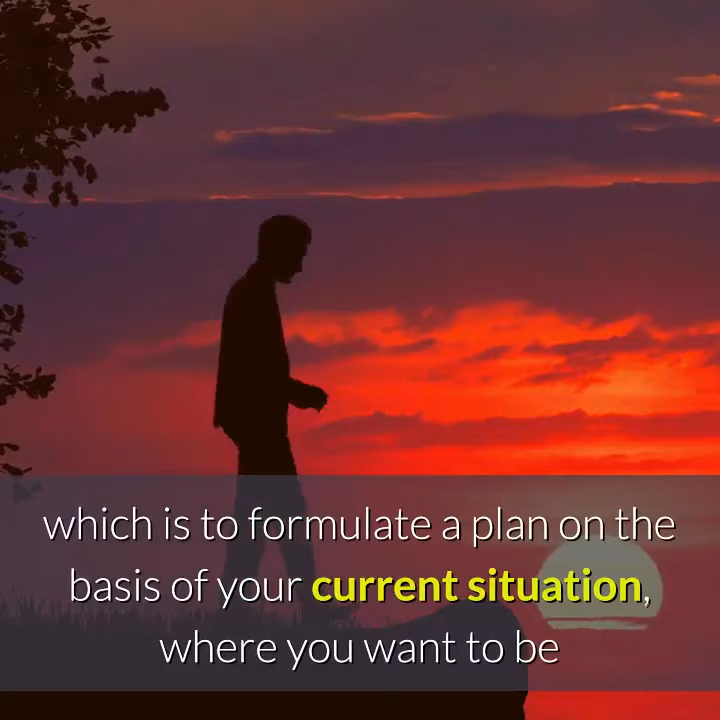 which is to formulate a plan on the
basis of your current situation,
where you want to be